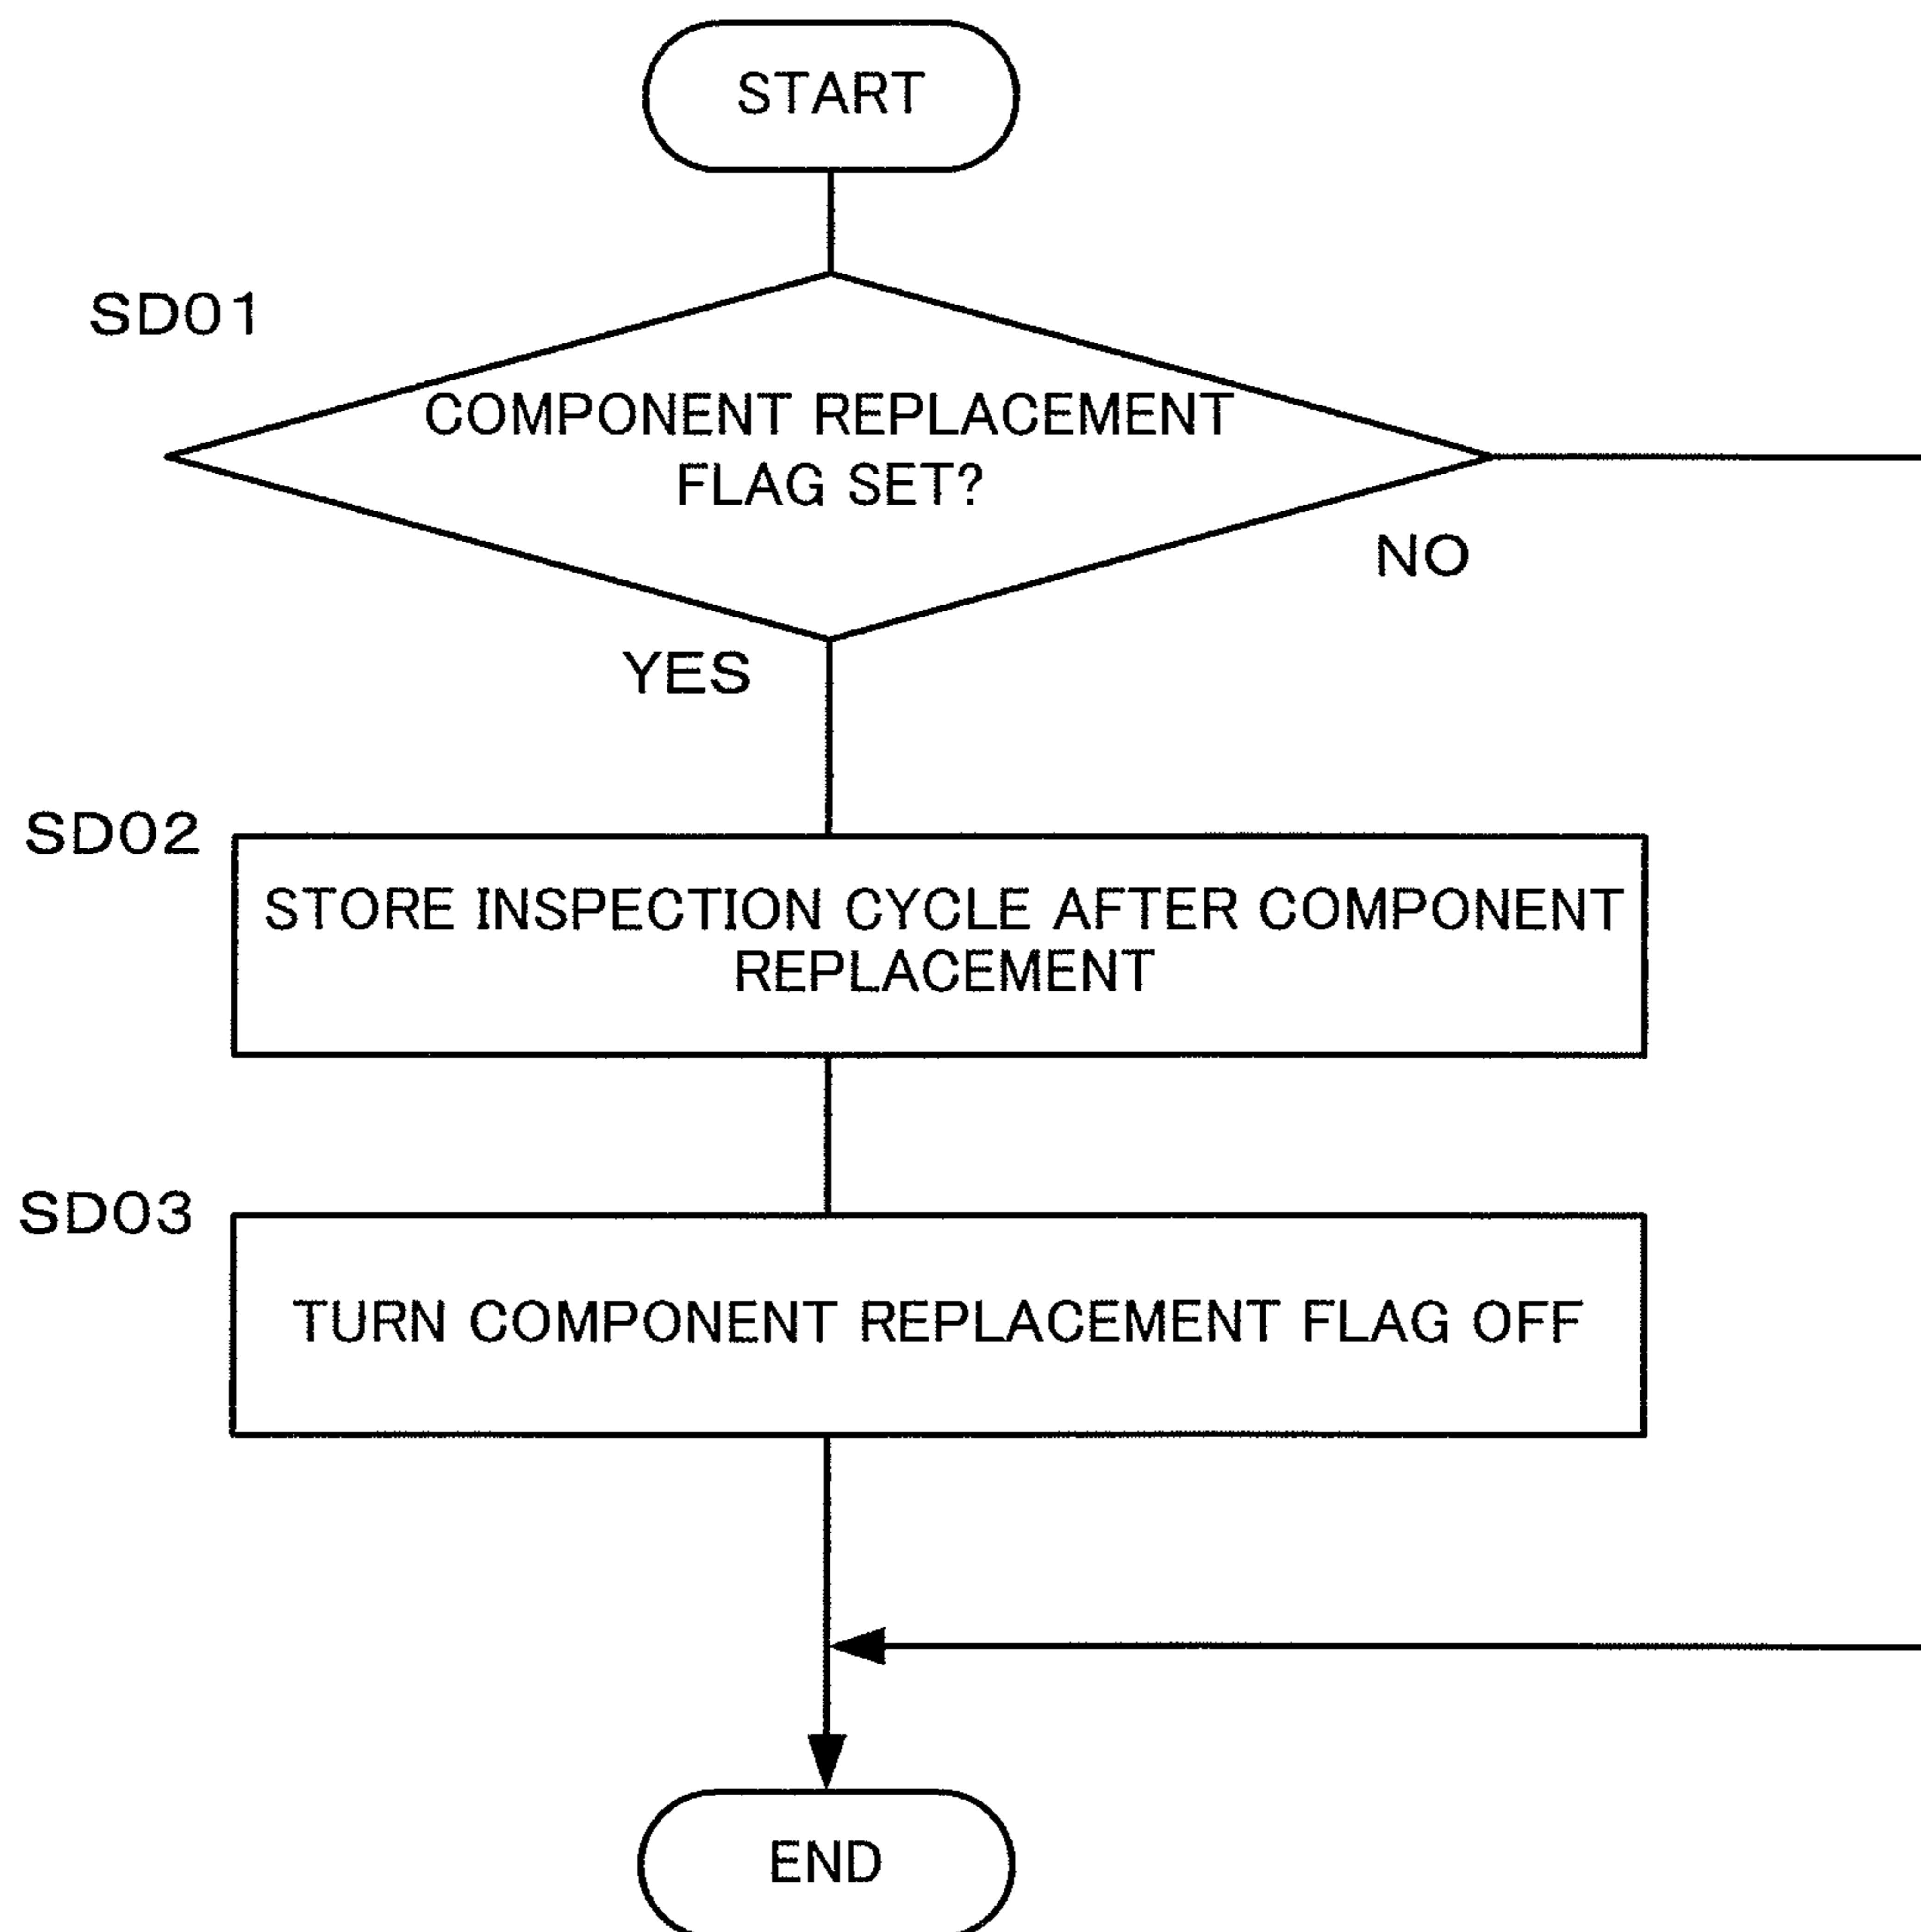 START
SD01
COMPONENT REPLACEMENT
FLAG SET?
NO
YES
SD02
STORE INSPECTION CYCLE AFTER COMPONENT
REPLACEMENT
SD03
TURN COMPONENT REPLACEMENT FLAG OFF
END